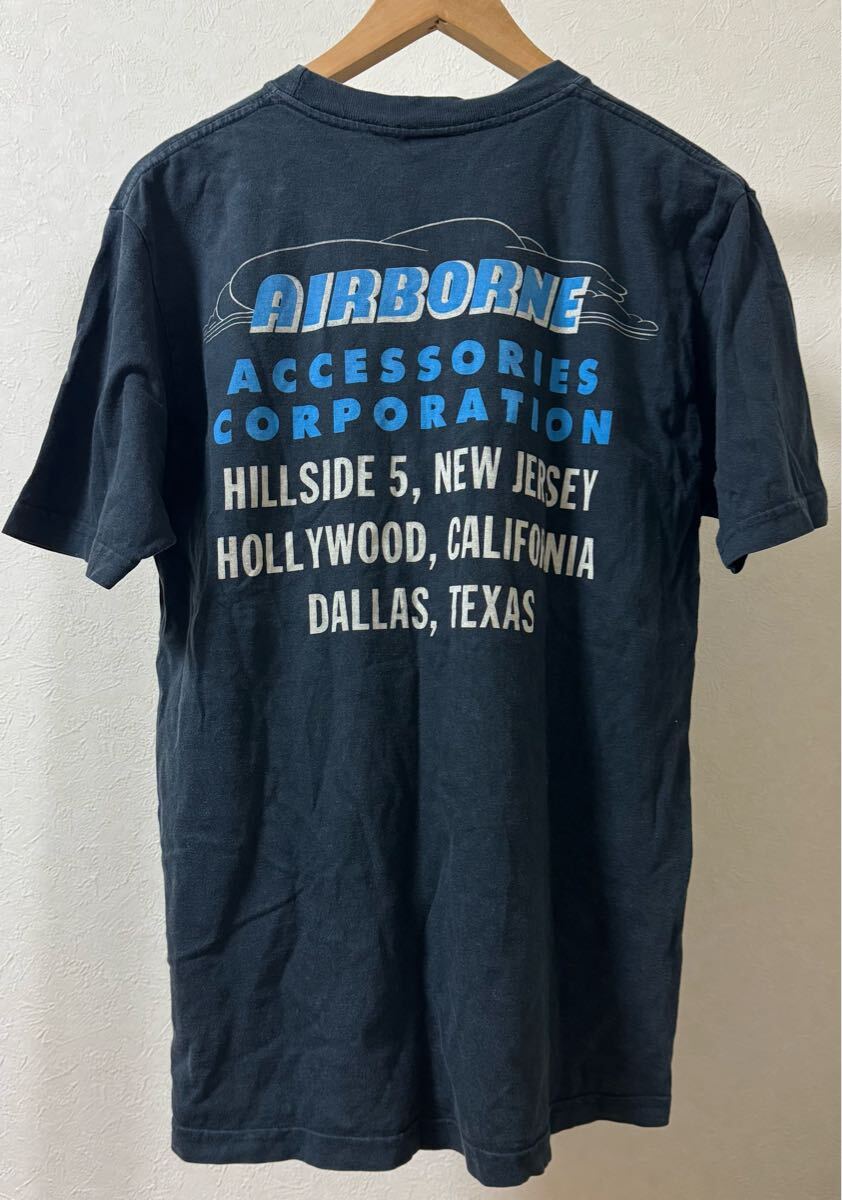 AIRBORNE
ACCESSORIES
CORPORATION
HILLSIDE 5, NEW JERSEY
HOLLYWOOD, CALIFORNIA
DALLAS, TEXAS